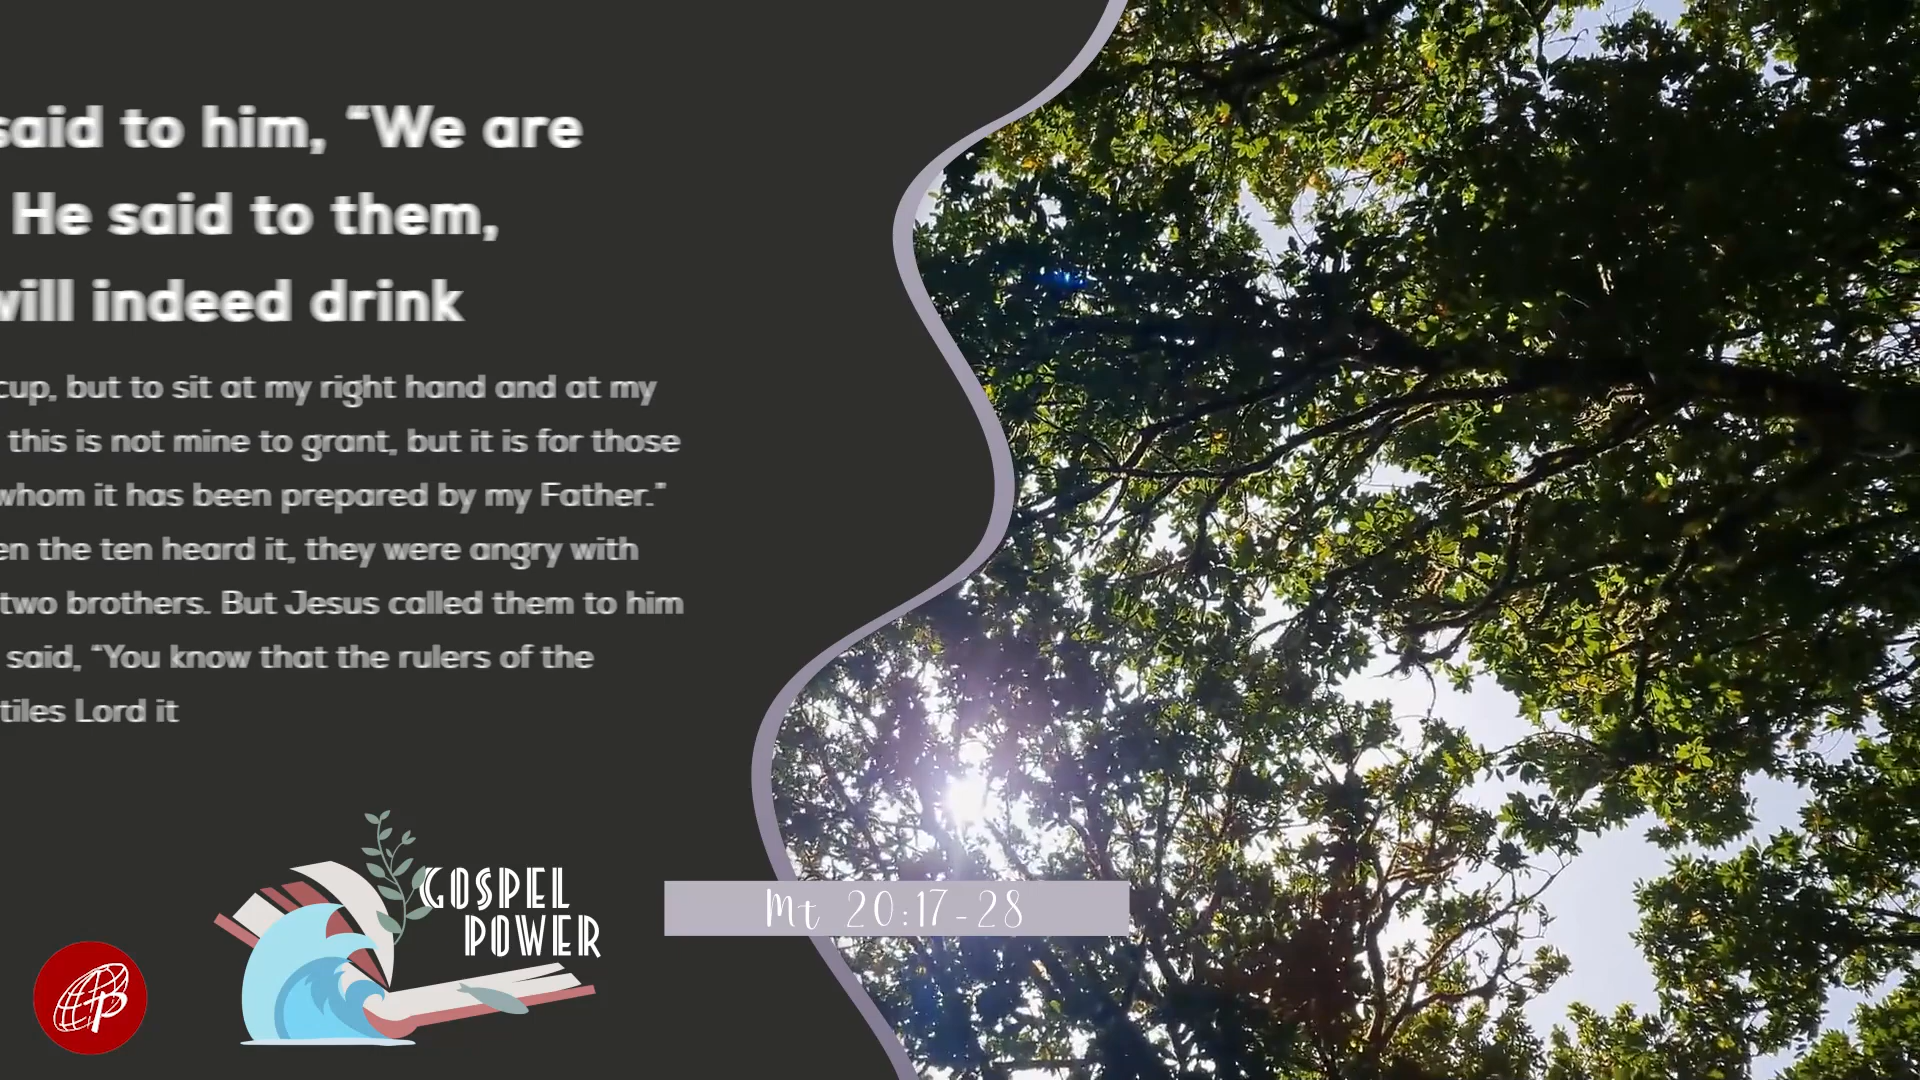 said to him, “We are
He said to them,
will indeed drink
cup, but to sit at my right hand and at my
this is not mine to grant, but it is for those
whom it has been prepared by my Father.”
the ten heard it, they were angry with
two brothers. But Jesus called them to him
said, “You know that the rulers of the
tiles Lord it
GOSPEL
POWER
Mt 20:17-28